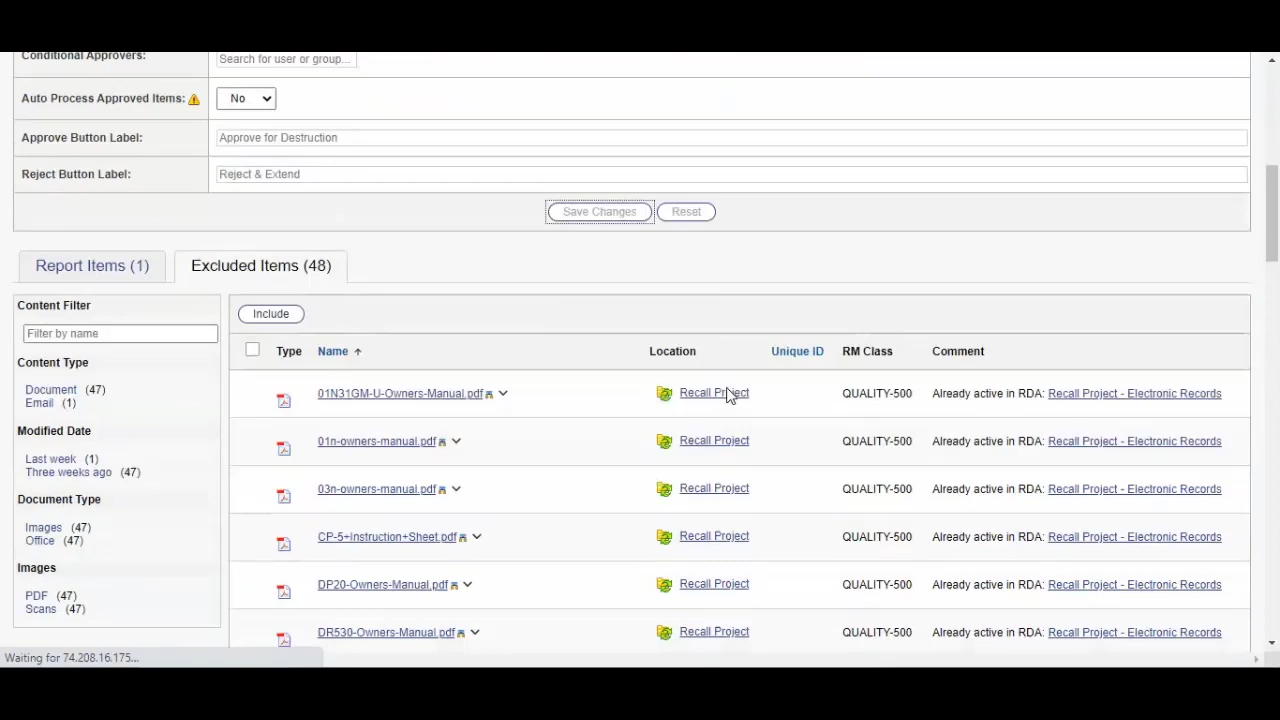 Conditional Approvers: Search for user or group...
Auto Process Approved Items: No
Approve Button Label: Approve for Destruction
Reject Button Label: Reject & Extend
Save Changes Reset
Report Items (1) Excluded Items (48)
Content Filter
Filter by name
Content Type
Document (47)
Email (1)
Modified Date
Last week (1)
Three weeks ago (47)
Document Type
Images (47)
Office (47)
Images
PDF (47)
Scans (47)
Include
Type Name Location Unique ID RM Class Comment
01N31GM-U-Owners-Manual.pdf Recall Project QUALITY-500 Already active in RDA: Recall Project - Electronic Records
01n-owners-manual.pdf Recall Project QUALITY-500 Already active in RDA: Recall Project - Electronic Records
03n-owners-manual.pdf Recall Project QUALITY-500 Already active in RDA: Recall Project - Electronic Records
CP-5+Instruction+Sheet.pdf Recall Project QUALITY-500 Already active in RDA: Recall Project - Electronic Records
DP20-Owners-Manual.pdf Recall Project QUALITY-500 Already active in RDA: Recall Project - Electronic Records
DR530-Owners-Manual.pdf Recall Project QUALITY-500 Already active in RDA: Recall Project - Electronic Records
Waiting for 74.208.16.175...